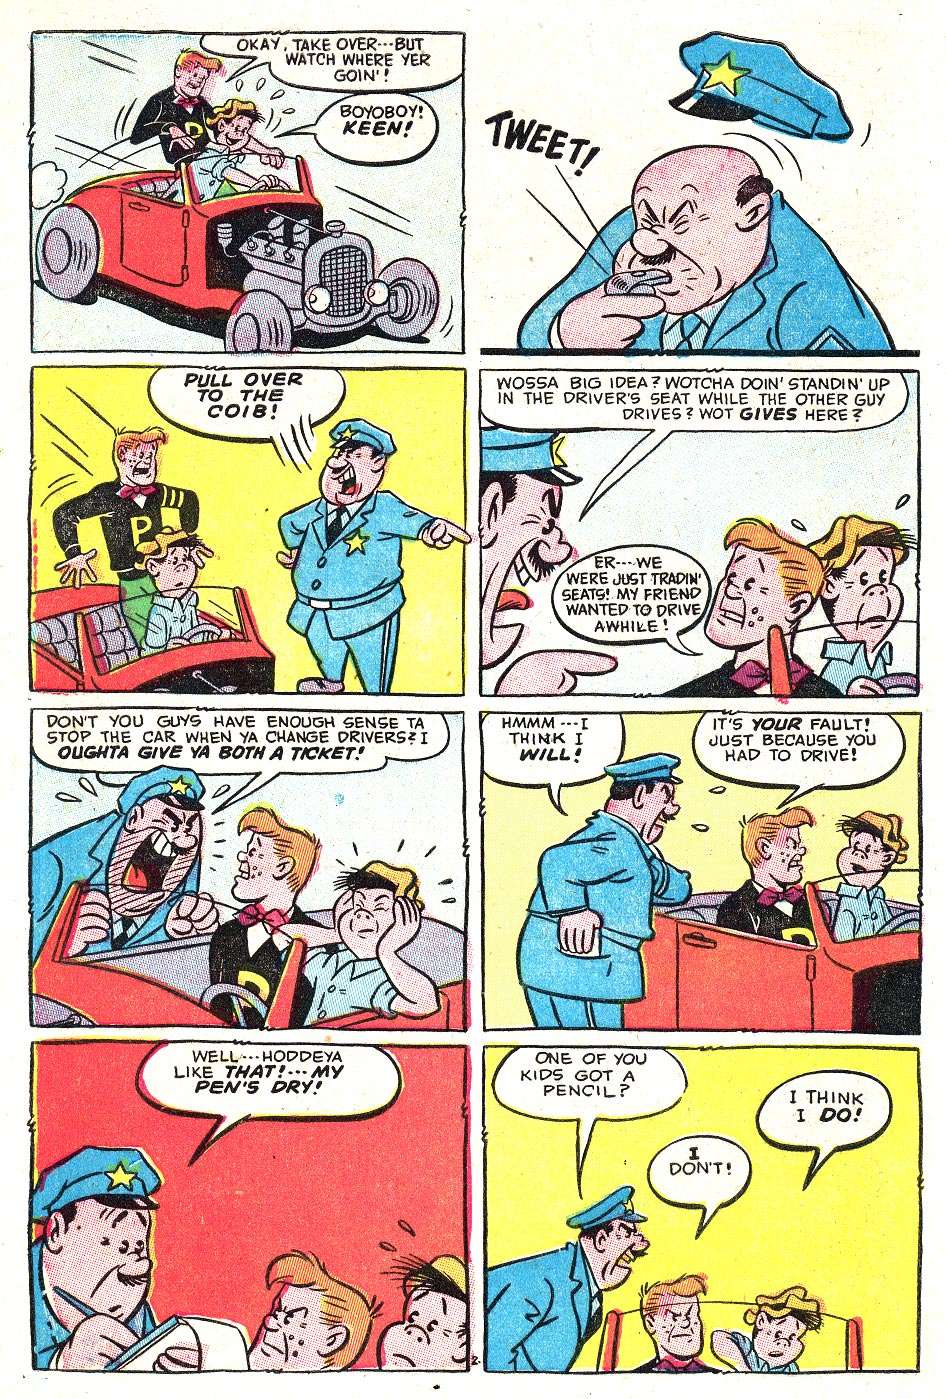 OKAY, TAKE OVER---BUT
WATCH WHERE YER
GOIN'!
BOYOBOY!
KEEN!
P
TWEET!
PULL OVER
TO THE
COIB!
P
WOSSA BIG IDEA? WOTCHA DOIN' STANDIN' UP
IN THE DRIVER'S SEAT WHILE THE OTHER GUY
DRIVES? WOT GIVES HERE?
ER---WE
WERE JUST TRADIN'
SEATS! MY FRIEND
WANTED TO DRIVE
AWHILE!
DON'T YOU GUYS HAVE ENOUGH SENSE TA
STOP THE CAR WHEN YA CHANGE DRIVERS? I
OUGHTA GIVE YA BOTH A TICKET!
P
HMMM---I
THINK I
WILL!
IT'S YOUR FAULT!
JUST BECAUSE YOU
HAD TO DRIVE!
P
WELL---HODDEYA
LIKE THAT!---MY
PEN'S DRY!
2.
ONE OF YOU
KIDS GOT A
PENCIL?
I
DON'T!
I THINK
I DO!